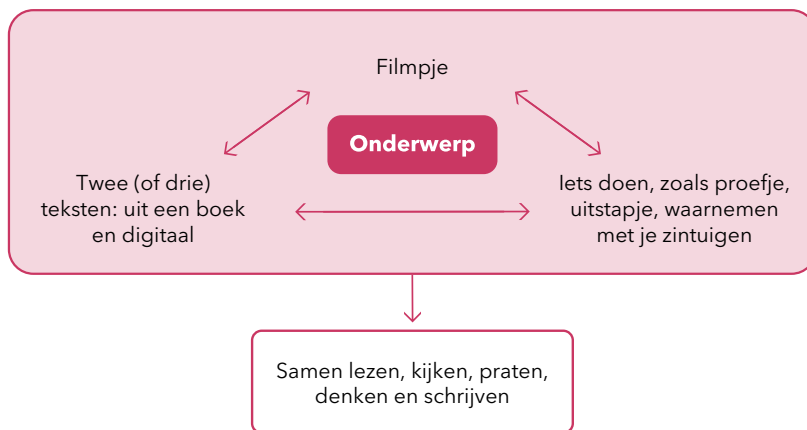 Filmpje
Onderwerp
Twee (of drie)
teksten: uit een boek
en digitaal
Iets doen, zoals proefje,
uitstapje, waarnemen
met je zintuigen
Samen lezen, kijken, praten,
denken en schrijven